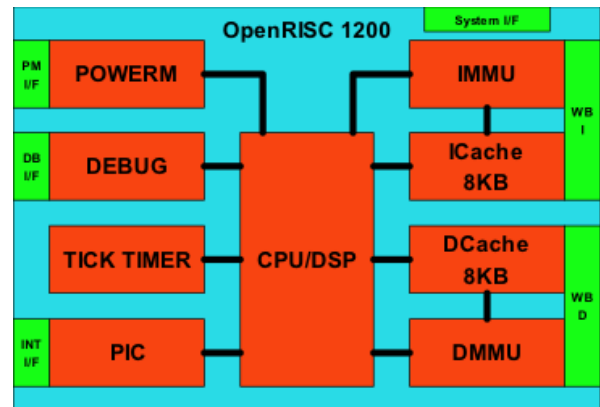 System I/F
OpenRISC 1200
PM
I/F
POWERM
IMMU
WB
I
DB
I/F
DEBUG
ICache
8KB
TICK TIMER
CPU/DSP
DCache
8KB
WB
D
INT
I/F
PIC
DMMU